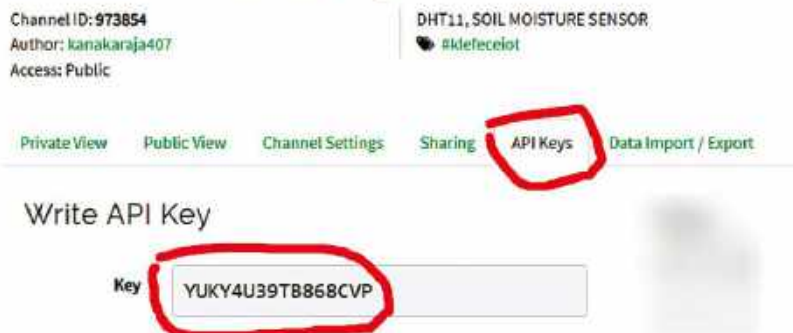 Channel ID: 973854
Author: kanakaraja407
Access: Public
DHT11, SOIL MOISTURE SENSOR
#klefeceiot
Private View Public View Channel Settings Sharing API Keys Data Import / Export
Write API Key
Key YUKY4U39TB868CVP